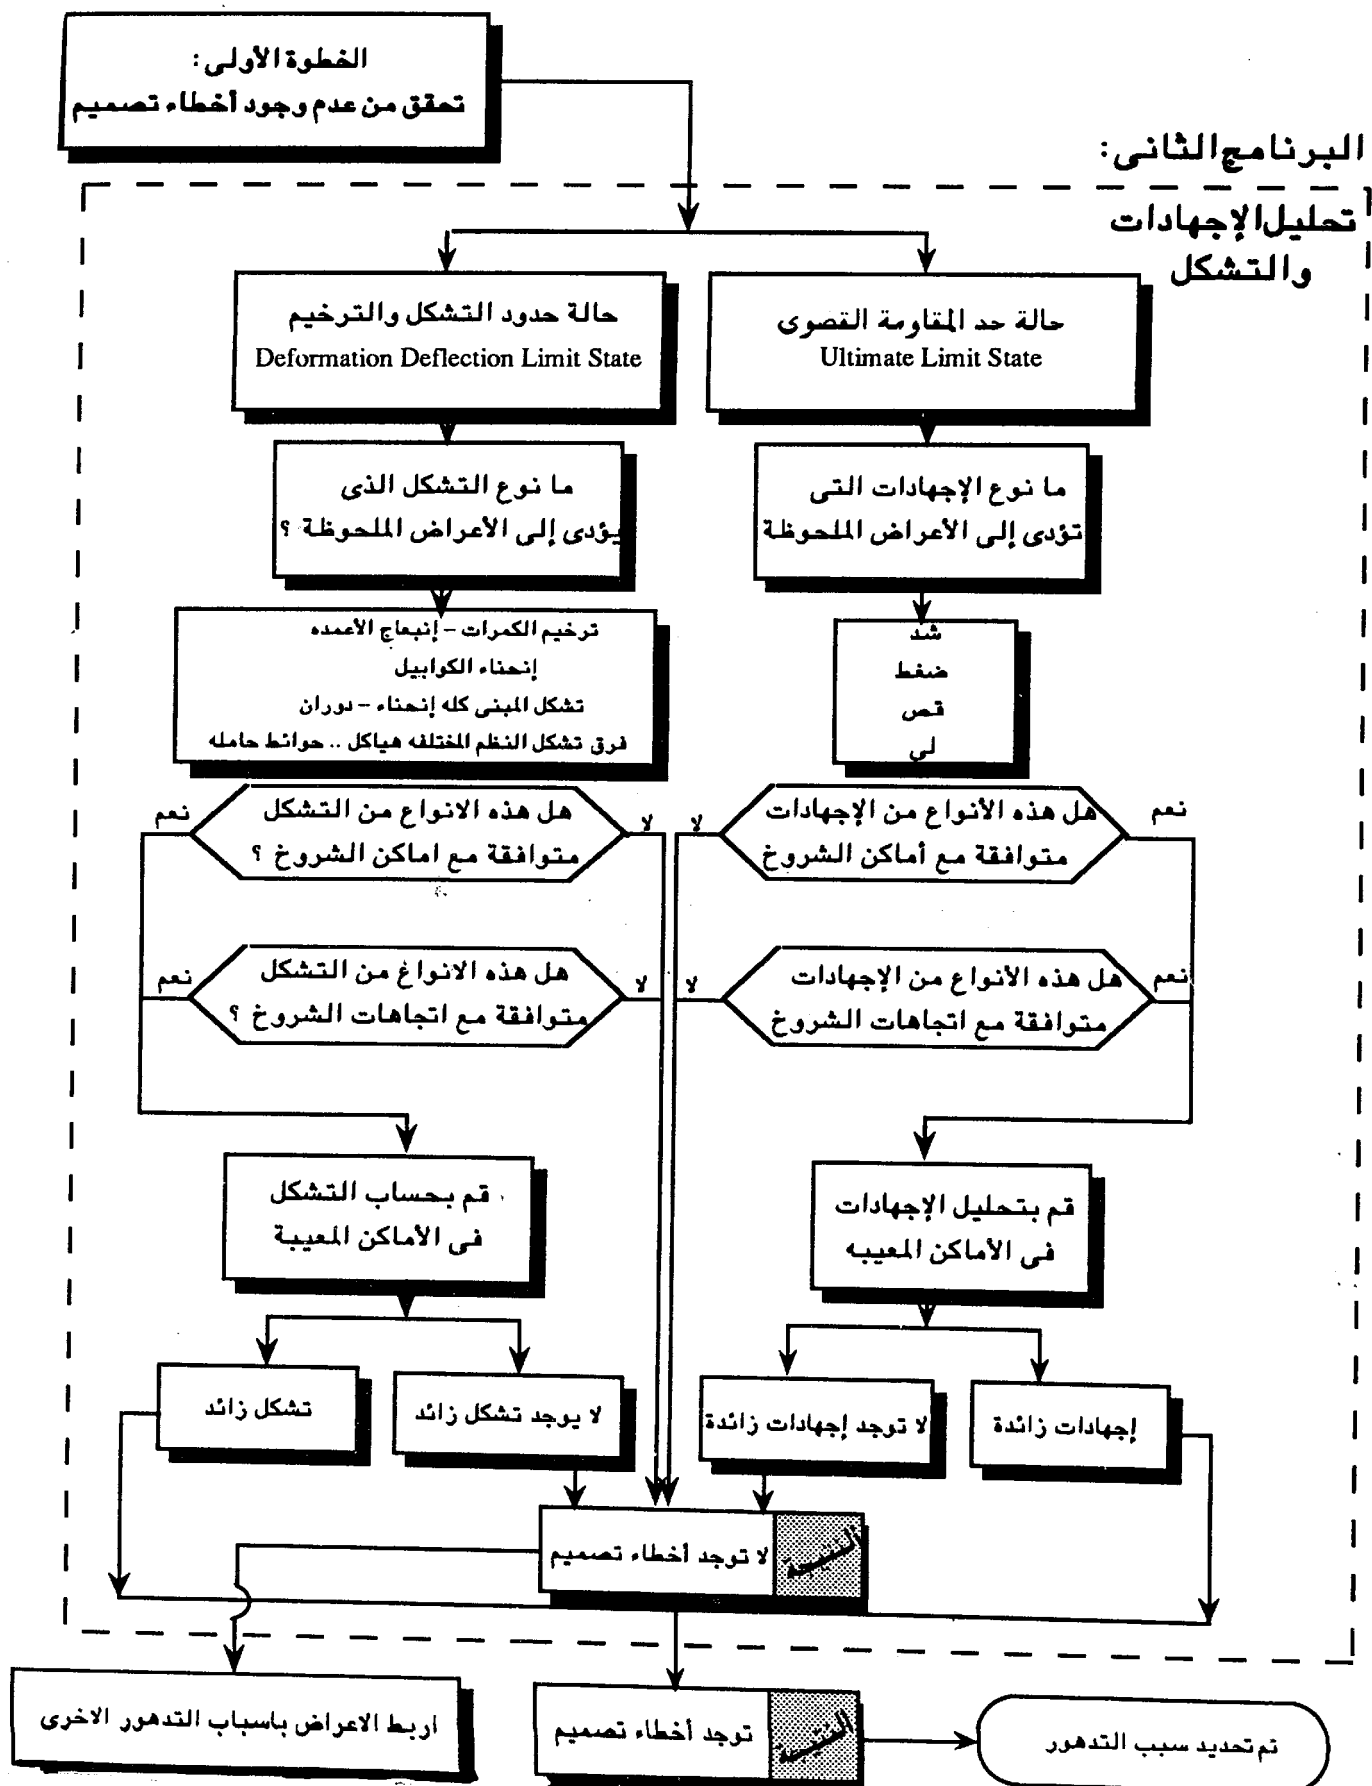 الخطوة الأولى:
تحقق من عدم وجود أخطاء تصميم
البرنامج الثانى:
تحليل الإجهادات
والتشكل
حالة حد المقاومة القصوى
Ultimate Limit State
حالة حدود التشكل والترخيم
Deformation Deflection Limit State
ما نوع الإجهادات التى
تؤدى إلى الأعراض الملحوظة ؟
ما نوع التشكل الذى
يؤدى إلى الأعراض الملحوظة ؟
شد
ضغط
قص
لي
ترخيم الكمرات – إنبعاج الأعمده
إنحناء الكوابيل
تشكل المبنى كله إنحناء – دوران
فرق تشكل النظم المختلفه هياكل .. حوائط حامله
نعم
هل هذه الأنواع من الإجهادات
متوافقة مع أماكن الشروخ
لا
لا
هل هذه الانواع من التشكل
متوافقة مع اماكن الشروخ ؟
نعم
نعم
هل هذه الأنواع من الإجهادات
متوافقة مع اتجاهات الشروخ
لا
لا
هل هذه الانواغ من التشكل
متوافقة مع اتجاهات الشروخ ؟
نعم
قم بتحليل الإجهادات
فى الأماكن المعيبه
قم بحساب التشكل
فى الأماكن المعيبة
إجهادات زائدة
لا توجد إجهادات زائدة
لا يوجد تشكل زائد
تشكل زائد
النتيجة
لا توجد أخطاء تصميم
اربط الاعراض باسباب التدهور الاخرى
النتيجة
توجد أخطاء تصميم
تم تحديد سبب التدهور